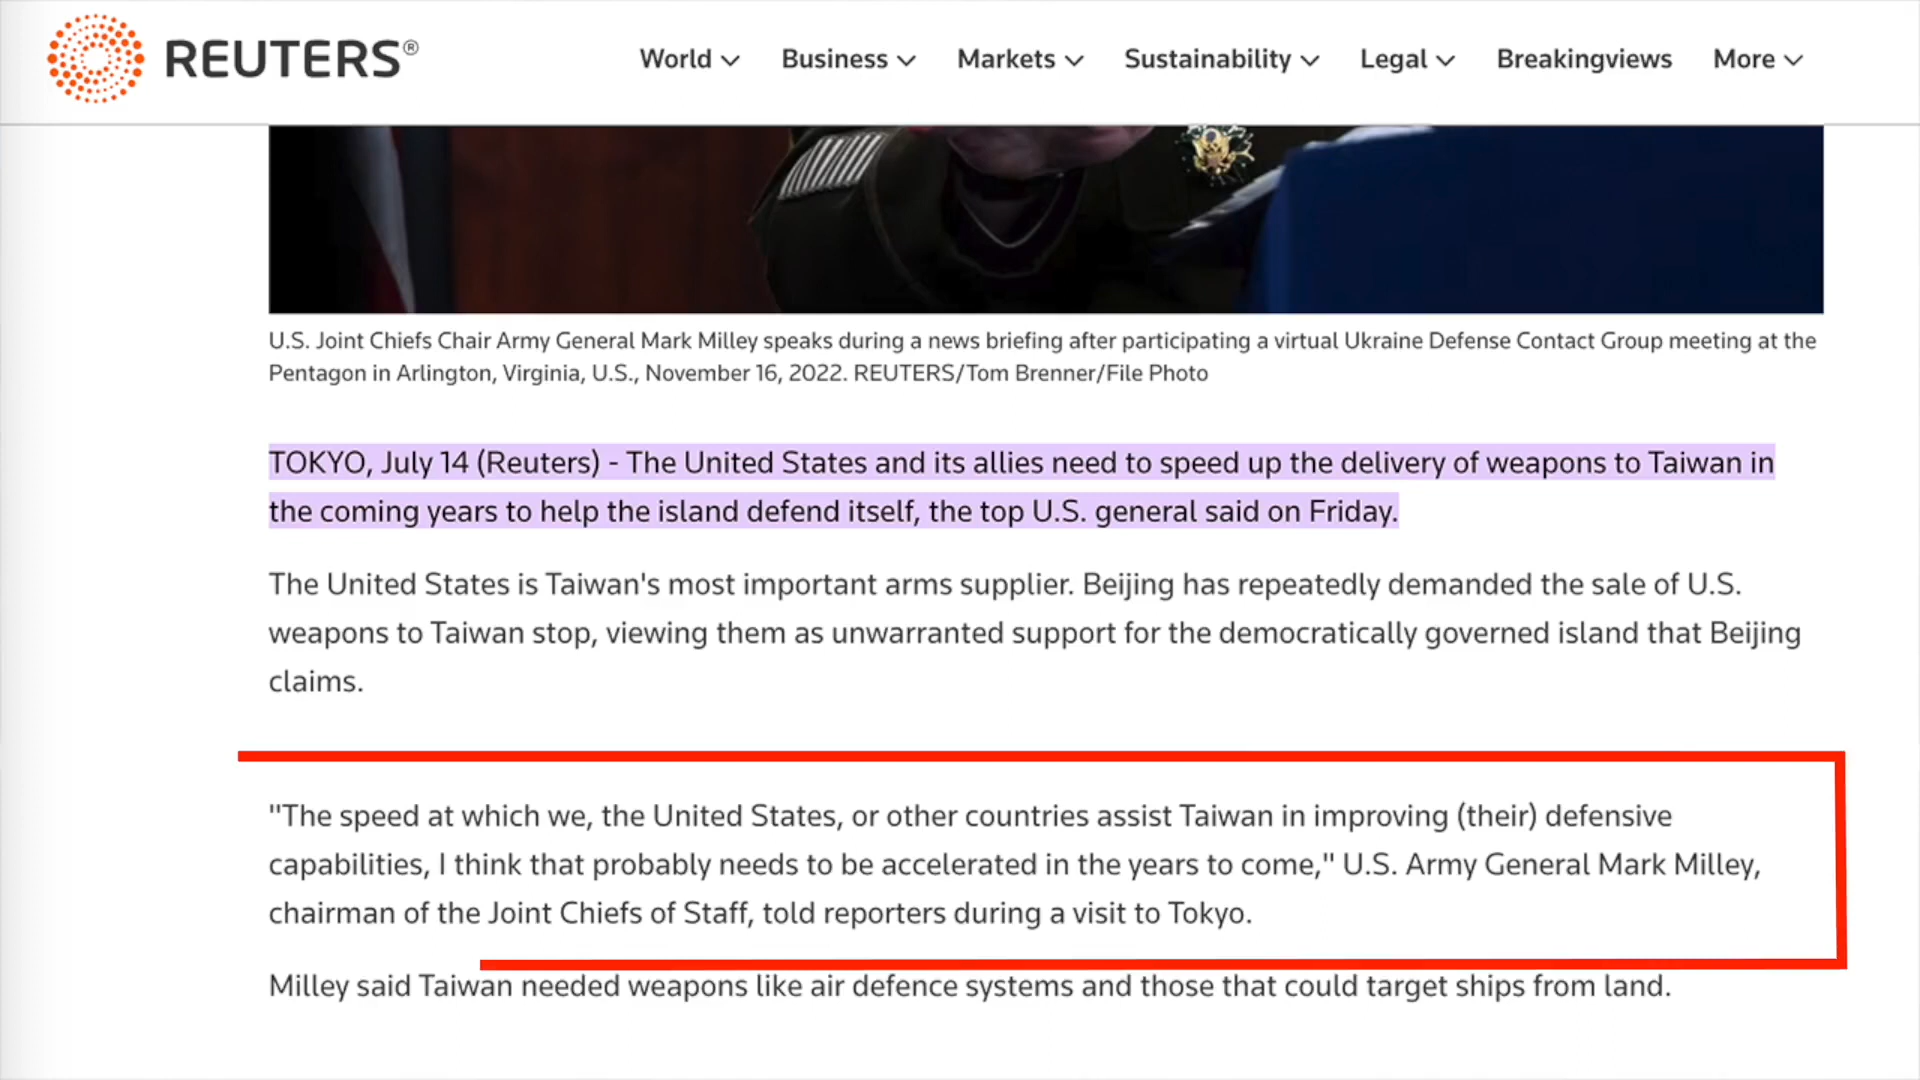 REUTERS®
World Business Markets Sustainability Legal Breakingviews More
U.S. Joint Chiefs Chair Army General Mark Milley speaks during a news briefing after participating a virtual Ukraine Defense Contact Group meeting at the
Pentagon in Arlington, Virginia, U.S., November 16, 2022. REUTERS/Tom Brenner/File Photo
TOKYO, July 14 (Reuters) - The United States and its allies need to speed up the delivery of weapons to Taiwan in
the coming years to help the island defend itself, the top U.S. general said on Friday.
The United States is Taiwan's most important arms supplier. Beijing has repeatedly demanded the sale of U.S.
weapons to Taiwan stop, viewing them as unwarranted support for the democratically governed island that Beijing
claims.
"The speed at which we, the United States, or other countries assist Taiwan in improving (their) defensive
capabilities, I think that probably needs to be accelerated in the years to come," U.S. Army General Mark Milley,
chairman of the Joint Chiefs of Staff, told reporters during a visit to Tokyo.
Milley said Taiwan needed weapons like air defence systems and those that could target ships from land.